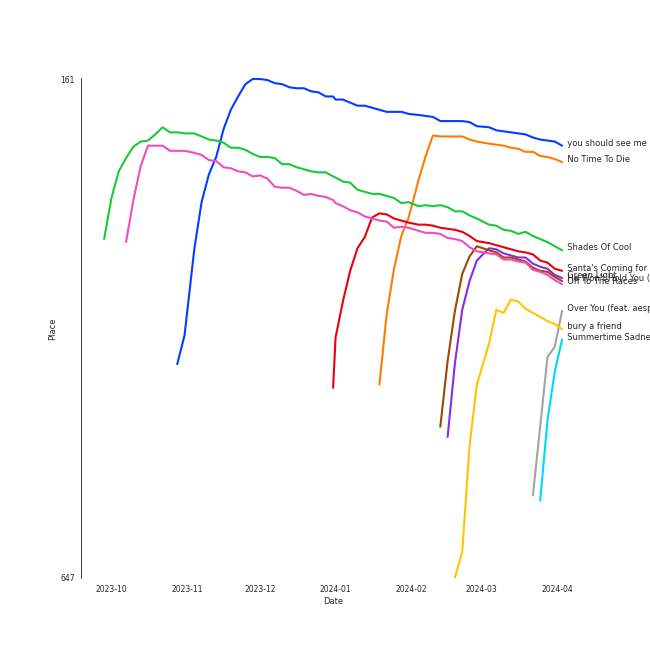 161
you should see me
No Time To Die
Shades Of Cool
Santa's Coming for
Off To The Races
Over You (feat. aesp
bury a friend
Summertime Sadne
Place
647
2023-10
2023-11
2023-12
2024-01
2024-02
2024-03
2024-04
Date